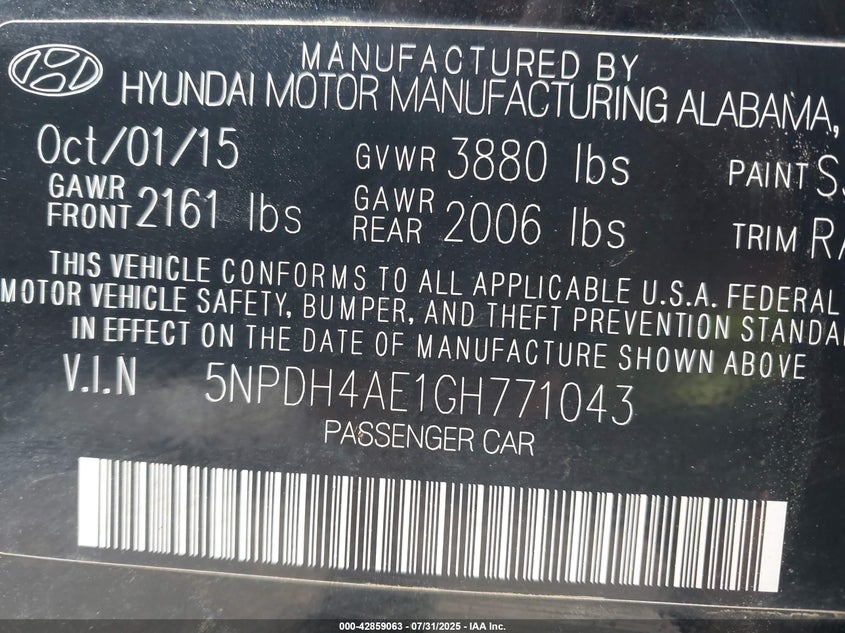 MANUFACTURED BY
HYUNDAI MOTOR MANUFACTURING ALABAMA,
Oct/01/15 GVWR 3880 lbs PAINT
GAWR FRONT 2161 lbs GAWR REAR 2006 lbs TRIM
THIS VEHICLE CONFORMS TO ALL APPLICABLE U.S.A. FEDERAL
MOTOR VEHICLE SAFETY, BUMPER, AND THEFT PREVENTION STANDA
IN EFFECT ON THE DATE OF MANUFACTURE SHOWN ABOVE
V.I.N 5NPDH4AE1GH771043
PASSENGER CAR
000-42859063 - 07/31/2025 - IAA Inc.